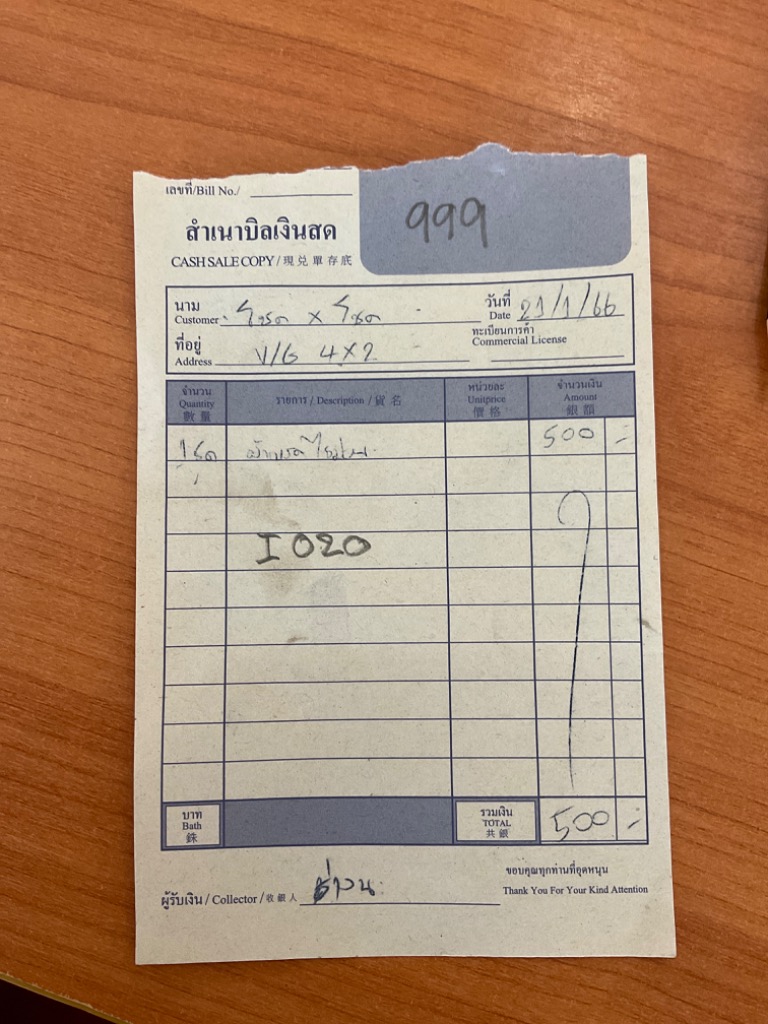 เลขที่/Bill No./
999
สำเนาบิลเงินสด
CASH SALE COPY / 現 兑 單 存 底
นาม
Customer
X
วันที่
Date
21/1/66
ที่อยู่
Address
V/G 4X2
ทะเบียนการค้า
Commercial License
จำนวน
Quantity
數 量
รายการ / Description / 貨 名
หน่วยละ
Unitprice
價 格
จำนวนเงิน
Amount
銀 額
500 .-
I 020
บาท
Bath
銖
รวมเงิน
TOTAL
共 銀
500 .-
ผู้รับเงิน / Collector / 收 銀 人
ขอบคุณทุกท่านที่อุดหนุน
Thank You For Your Kind Attention